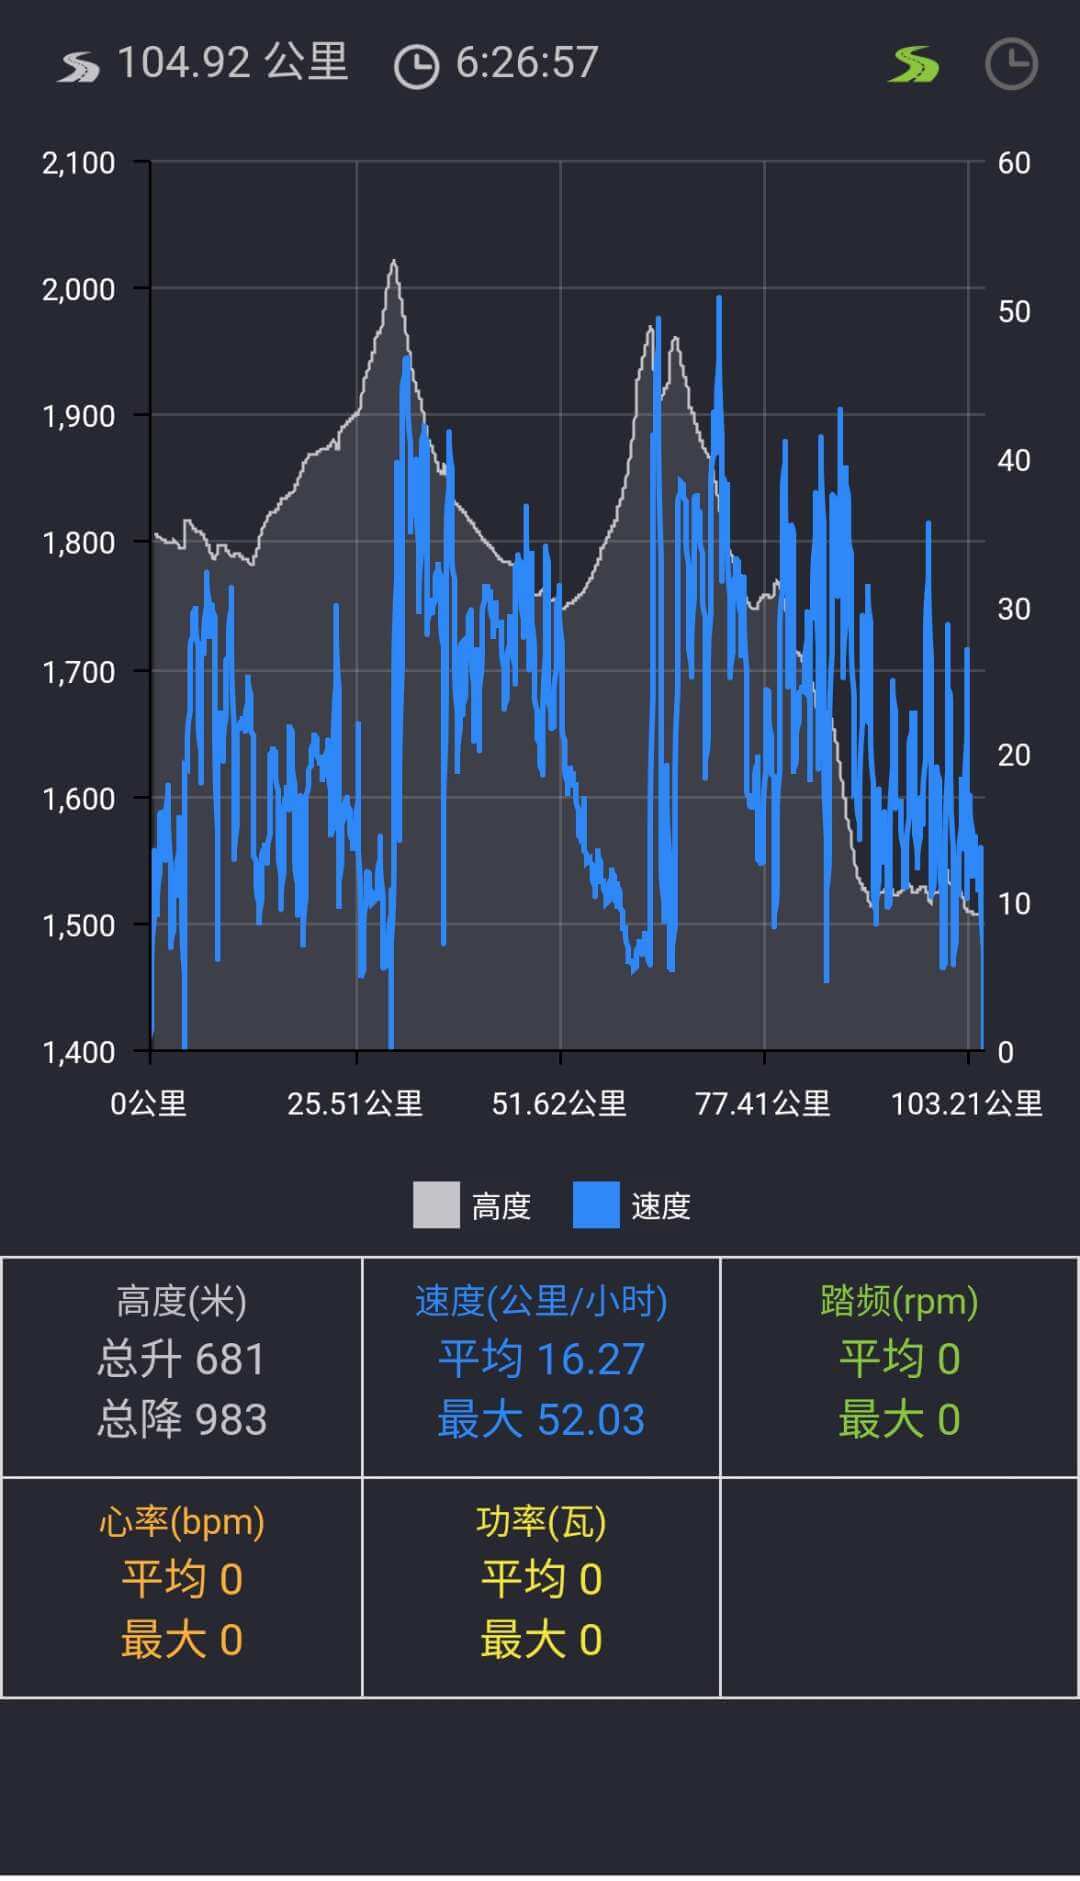 104.92 公里 6:26:57
2,100 60
2,000 50
1,900 40
1,800 30
1,700 20
1,600 10
1,500 0
1,400
0公里 25.51公里 51.62公里 77.41公里 103.21公里
高度 速度
高度(米) 速度(公里/小时) 踏频(rpm)
总升 681 平均 16.27 平均 0
总降 983 最大 52.03 最大 0
心率(bpm) 功率(瓦)
平均 0 平均 0
最大 0 最大 0